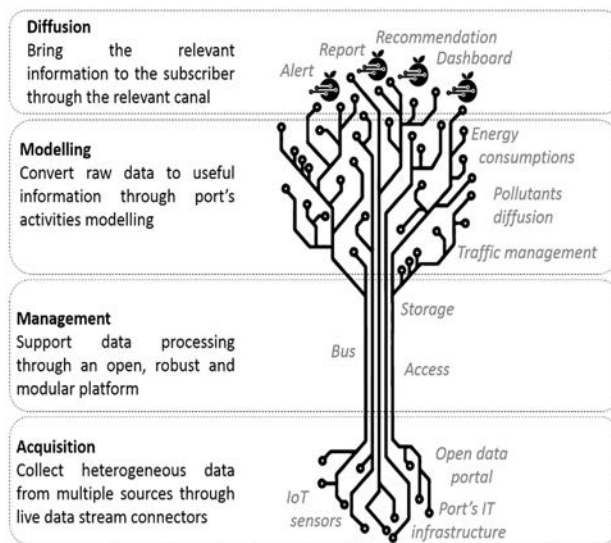 Diffusion
Bring the relevant
information to the subscriber
through the relevant canal
Alert
Report
Recommendation
Dashboard
Modelling
Convert raw data to useful
information through port's
activities modelling
Energy
consumptions
Pollutants
diffusion
Traffic management
Management
Support data processing
through an open, robust and
modular platform
Storage
Bus
Access
Acquisition
Collect heterogeneous data
from multiple sources through
live data stream connectors
IoT
sensors
Open data
portal
Port's IT
infrastructure